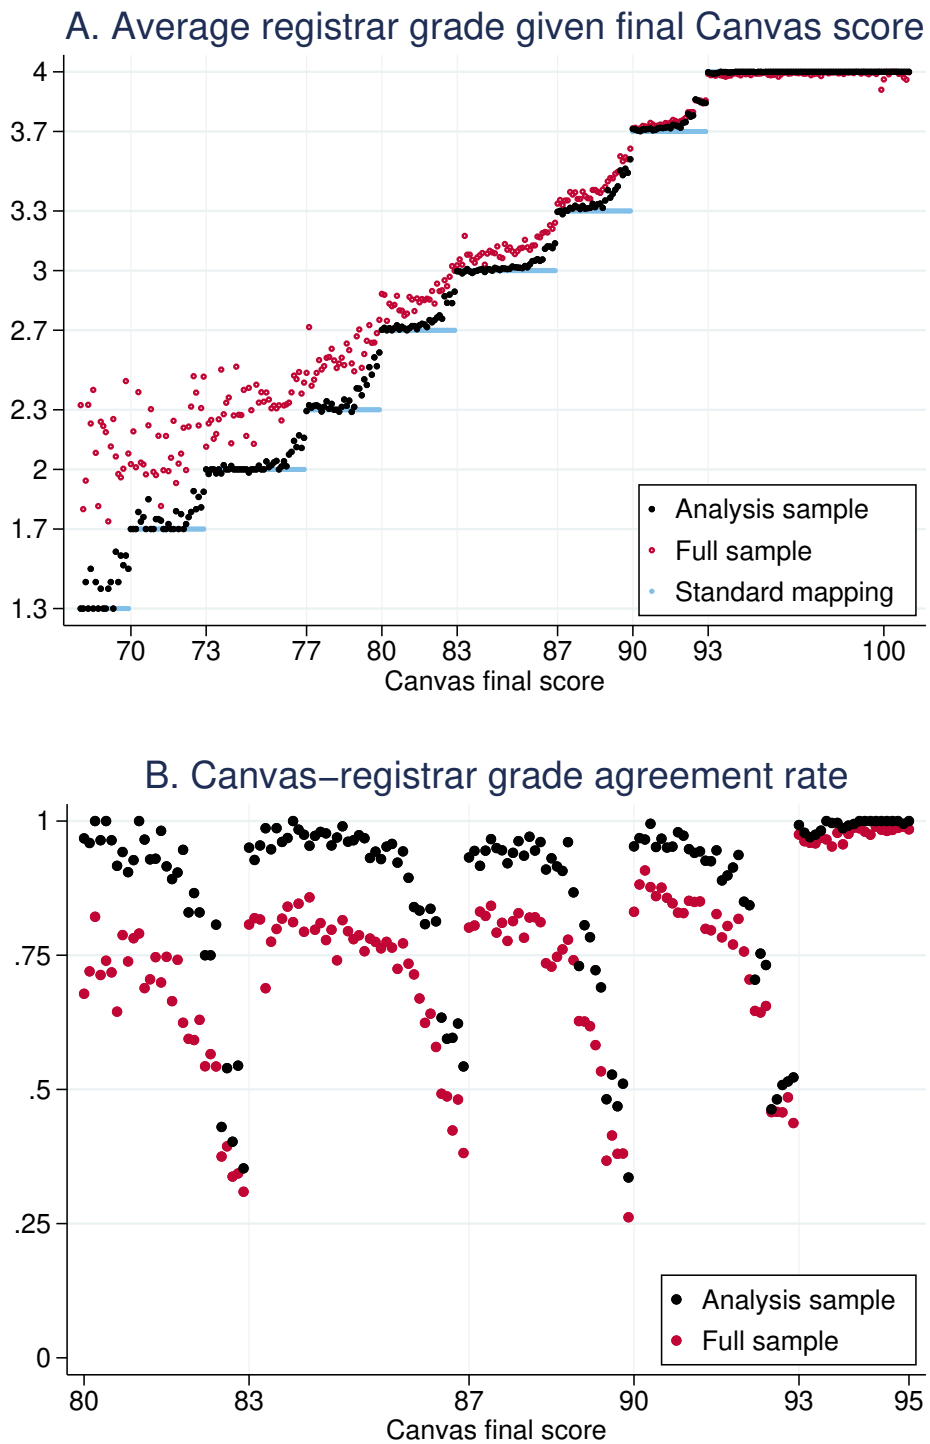 A. Average registrar grade given final Canvas score
4
3.7
3.3
3
2.7
2.3
2
1.7
1.3
Analysis sample
Full sample
Standard mapping
70 73 77 80 83 87 90 93 100
Canvas final score
B. Canvas−registrar grade agreement rate
1
.75
.5
.25
0
Analysis sample
Full sample
80 83 87 90 93 95
Canvas final score